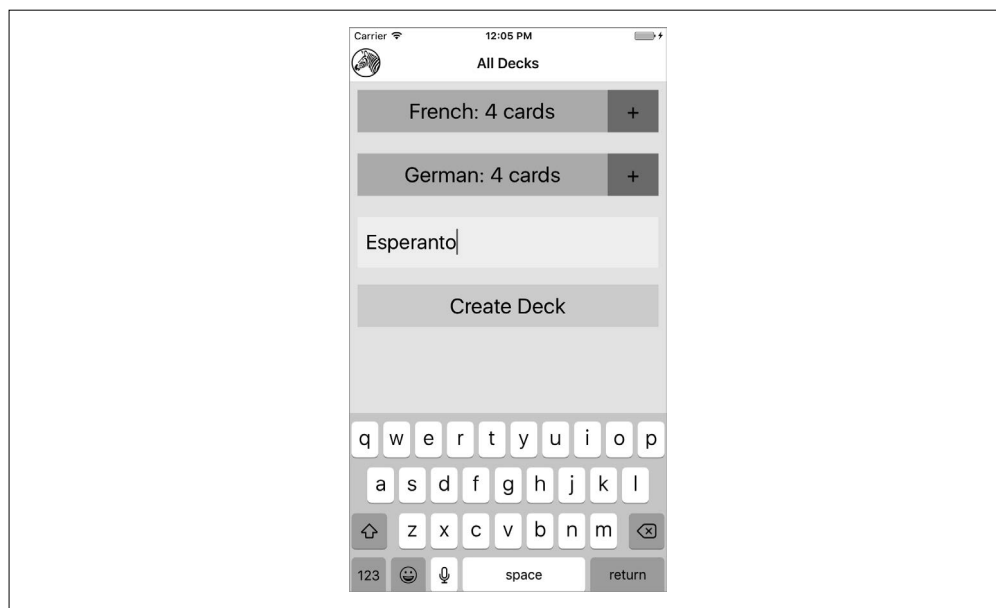 Carrier 12:05 PM
All Decks
French: 4 cards +
German: 4 cards +
Esperanto
Create Deck
q w e r t y u i o p
a s d f g h j k l
z x c v b n m
123 space return